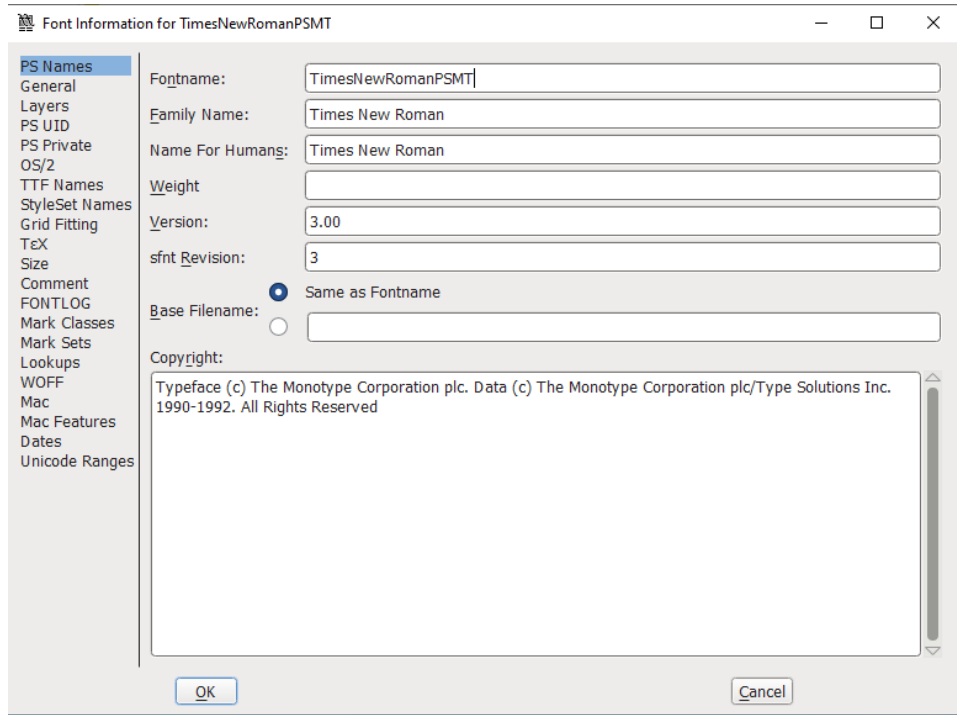 Font Information for TimesNewRomanPSMT
PS Names
General
Layers
PS UID
PS Private
OS/2
TTF Names
StyleSet Names
Grid Fitting
TεX
Size
Comment
FONTLOG
Mark Classes
Mark Sets
Lookups
WOFF
Mac
Mac Features
Dates
Unicode Ranges
Fontname: TimesNewRomanPSMT
Family Name: Times New Roman
Name For Humans: Times New Roman
Weight
Version: 3.00
sfnt Revision: 3
Base Filename: Same as Fontname
Copyright:
Typeface (c) The Monotype Corporation plc. Data (c) The Monotype Corporation plc/Type Solutions Inc.
1990-1992. All Rights Reserved
OK Cancel